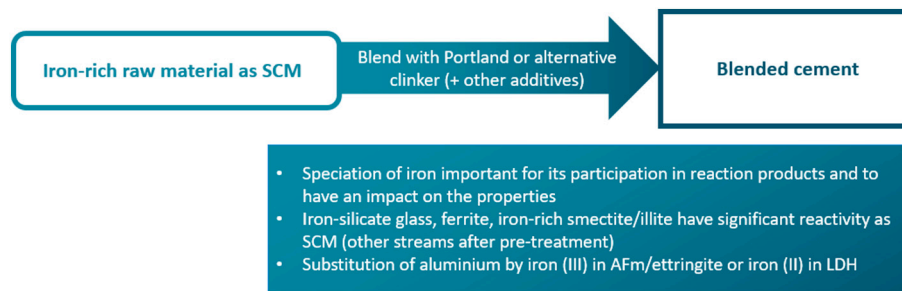 Iron-rich raw material as SCM
Blend with Portland or alternative
clinker (+ other additives)
Blended cement
• Speciation of iron important for its participation in reaction products and to
have an impact on the properties
• Iron-silicate glass, ferrite, iron-rich smectite/illite have significant reactivity as
SCM (other streams after pre-treatment)
• Substitution of aluminium by iron (III) in AFm/ettringite or iron (II) in LDH